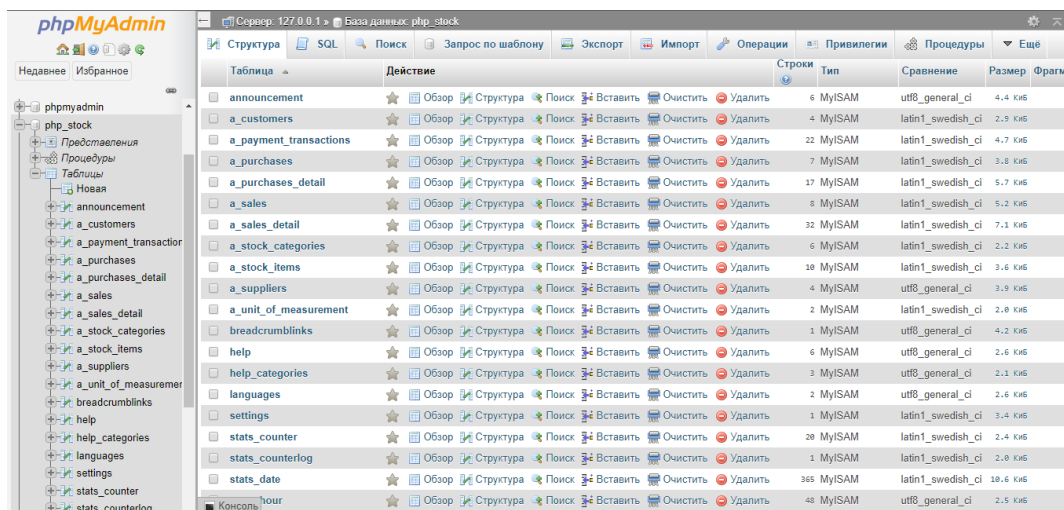 phpMyAdmin
Недавнее Избранное
phpmyadmin
php_stock
Представления
Процедуры
Таблицы
Новая
announcement
a_customers
a_payment_transaction
a_purchases
a_purchases_detail
a_sales
a_sales_detail
a_stock_categories
a_stock_items
a_suppliers
a_unit_of_measuremer
breadcrumblinks
help
help_categories
languages
settings
stats_counter
stats_counterlog
Сервер: 127.0.0.1 » База данных: php_stock
Структура SQL Поиск Запрос по шаблону Экспорт Импорт Операции Привилегии Процедуры Ещё
Таблица Действие Строки Тип Сравнение Размер Фрагм
announcement Обзор Структура Поиск Вставить Очистить Удалить 6 MyISAM utf8_general_ci 4.4 КиБ
a_customers Обзор Структура Поиск Вставить Очистить Удалить 4 MyISAM latin1_swedish_ci 2.9 КиБ
a_payment_transactions Обзор Структура Поиск Вставить Очистить Удалить 22 MyISAM latin1_swedish_ci 4.7 КиБ
a_purchases Обзор Структура Поиск Вставить Очистить Удалить 7 MyISAM latin1_swedish_ci 3.8 КиБ
a_purchases_detail Обзор Структура Поиск Вставить Очистить Удалить 17 MyISAM latin1_swedish_ci 5.7 КиБ
a_sales Обзор Структура Поиск Вставить Очистить Удалить 8 MyISAM latin1_swedish_ci 5.2 КиБ
a_sales_detail Обзор Структура Поиск Вставить Очистить Удалить 32 MyISAM latin1_swedish_ci 7.1 КиБ
a_stock_categories Обзор Структура Поиск Вставить Очистить Удалить 6 MyISAM latin1_swedish_ci 2.2 КиБ
a_stock_items Обзор Структура Поиск Вставить Очистить Удалить 10 MyISAM latin1_swedish_ci 3.6 КиБ
a_suppliers Обзор Структура Поиск Вставить Очистить Удалить 4 MyISAM utf8_general_ci 3.9 КиБ
a_unit_of_measurement Обзор Структура Поиск Вставить Очистить Удалить 2 MyISAM latin1_swedish_ci 2.0 КиБ
breadcrumblinks Обзор Структура Поиск Вставить Очистить Удалить 1 MyISAM utf8_general_ci 4.2 КиБ
help Обзор Структура Поиск Вставить Очистить Удалить 6 MyISAM utf8_general_ci 2.6 КиБ
help_categories Обзор Структура Поиск Вставить Очистить Удалить 3 MyISAM utf8_general_ci 2.1 КиБ
languages Обзор Структура Поиск Вставить Очистить Удалить 2 MyISAM utf8_general_ci 2.6 КиБ
settings Обзор Структура Поиск Вставить Очистить Удалить 1 MyISAM latin1_swedish_ci 3.4 КиБ
stats_counter Обзор Структура Поиск Вставить Очистить Удалить 20 MyISAM latin1_swedish_ci 2.4 КиБ
stats_counterlog Обзор Структура Поиск Вставить Очистить Удалить 1 MyISAM latin1_swedish_ci 2.0 КиБ
stats_date Обзор Структура Поиск Вставить Очистить Удалить 365 MyISAM latin1_swedish_ci 10.6 КиБ
hour Обзор Структура Поиск Вставить Очистить Удалить 48 MyISAM utf8_general_ci 2.5 КиБ
Консоль